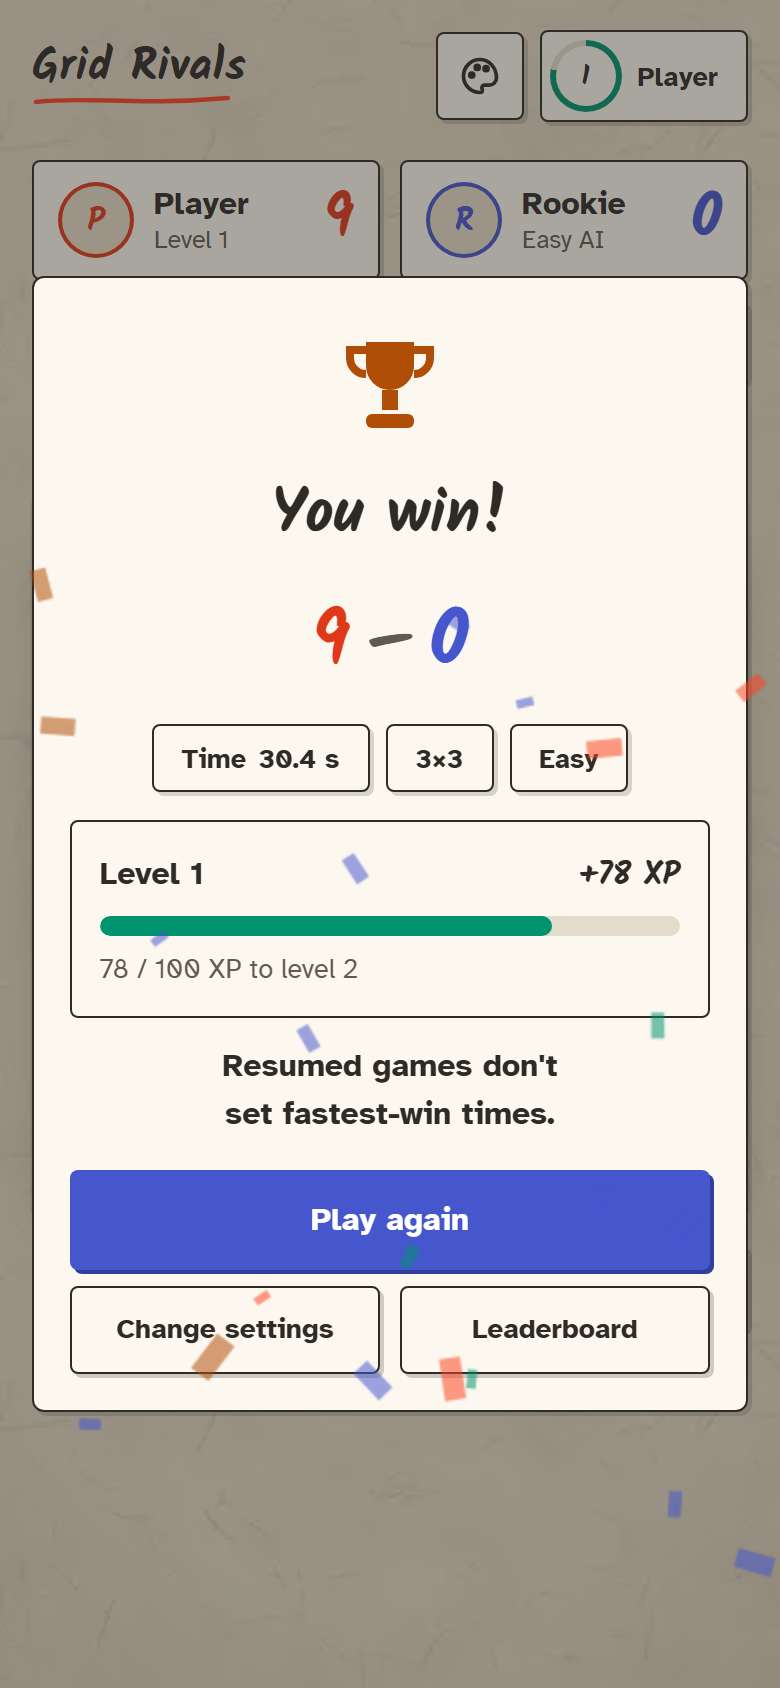 Grid Rivals
1 Player
P Player 9
Level 1
R Rookie 0
Easy AI
You win!
9 – 0
Time 30.4 s 3×3 Easy
Level 1 +78 XP
78 / 100 XP to level 2
Resumed games don't
set fastest-win times.
Play again
Change settings Leaderboard